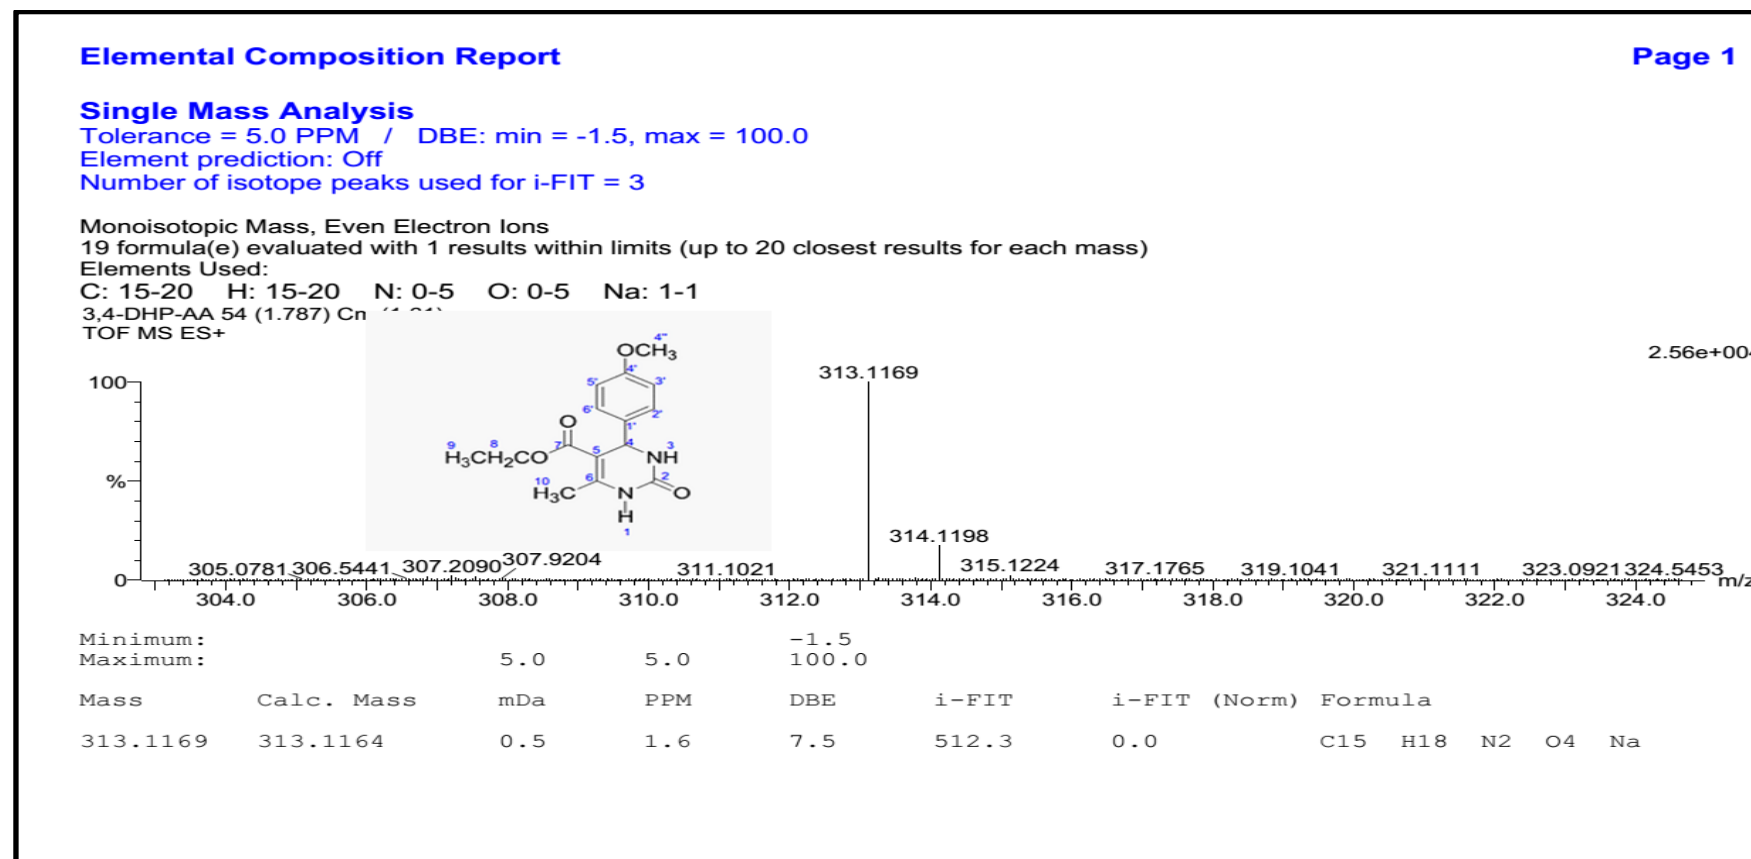 Elemental Composition Report Page 1
Single Mass Analysis
Tolerance = 5.0 PPM / DBE: min = -1.5, max = 100.0
Element prediction: Off
Number of isotope peaks used for i-FIT = 3
Monoisotopic Mass, Even Electron Ions
19 formula(e) evaluated with 1 results within limits (up to 20 closest results for each mass)
Elements Used:
C: 15-20 H: 15-20 N: 0-5 O: 0-5 Na: 1-1
3,4-DHP-AA 54 (1.787)
TOF MS ES+
2.56e+00
100
%
0
313.1169
314.1198
305.0781 306.5441 307.2090 307.9204 311.1021 315.1224 317.1765 319.1041 321.1111 323.0921 324.5453
m/z
304.0 306.0 308.0 310.0 312.0 314.0 316.0 318.0 320.0 322.0 324.0
4"
OCH3
4'
5' 3'
6' 2'
1'
O
9 8 7 5 4 3
H3CH2CO NH
10 6 2
H3C N O
H
1
Minimum: -1.5
Maximum: 5.0 5.0 100.0
Mass Calc. Mass mDa PPM DBE i-FIT i-FIT (Norm) Formula
313.1169 313.1164 0.5 1.6 7.5 512.3 0.0 C15 H18 N2 O4 Na